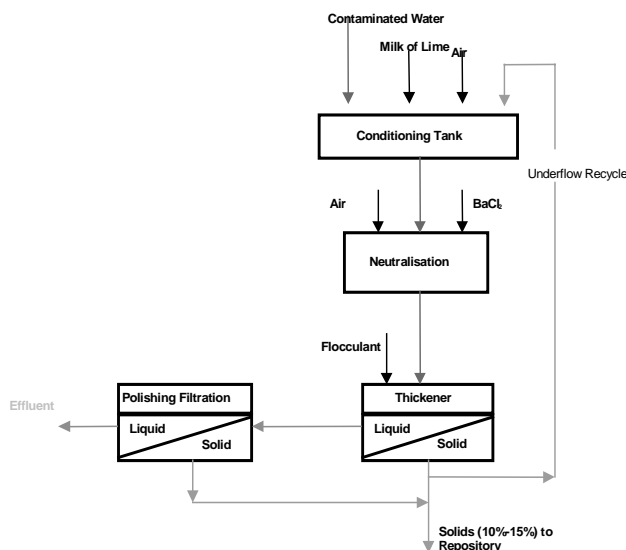 Contaminated Water
Milk of Lime
Air
Conditioning Tank
Underflow Recycle
Air
BaCl₂
Neutralisation
Flocculant
Effluent
Polishing Filtration
Thickener
Liquid
Solid
Liquid
Solid
Solids (10%-15%) to
Repository